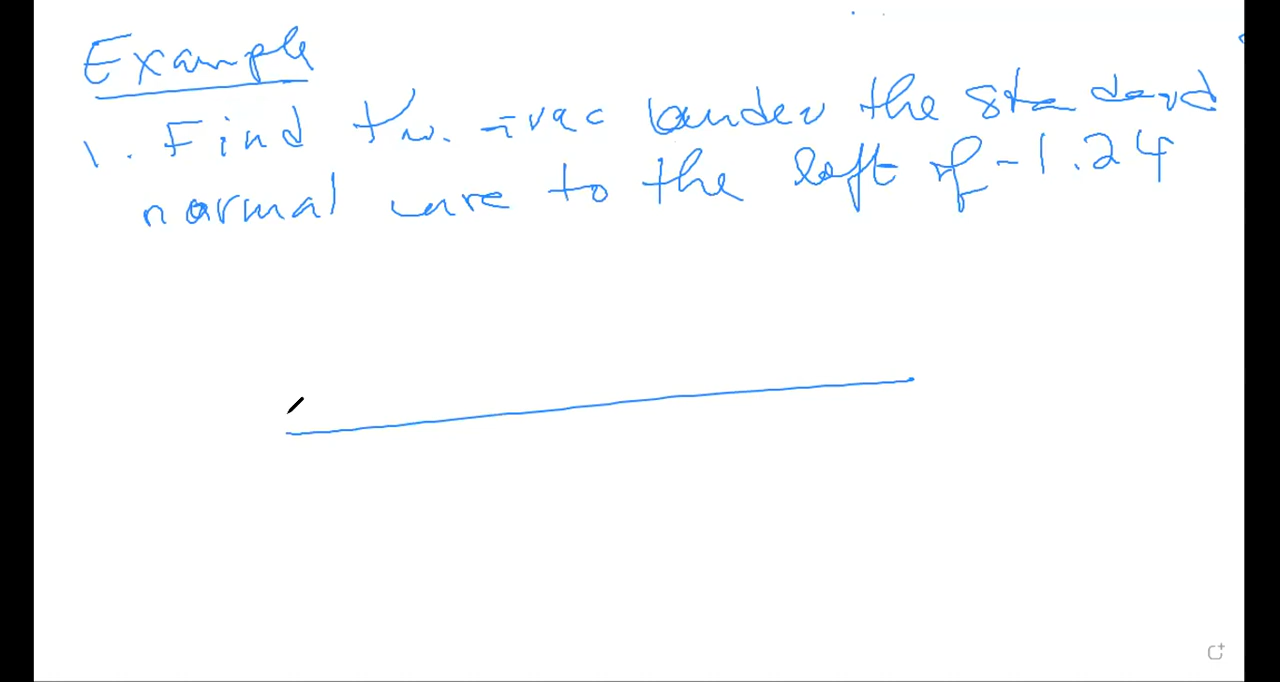 Example
1. Find the area under the standard
normal curve to the left of -1.24